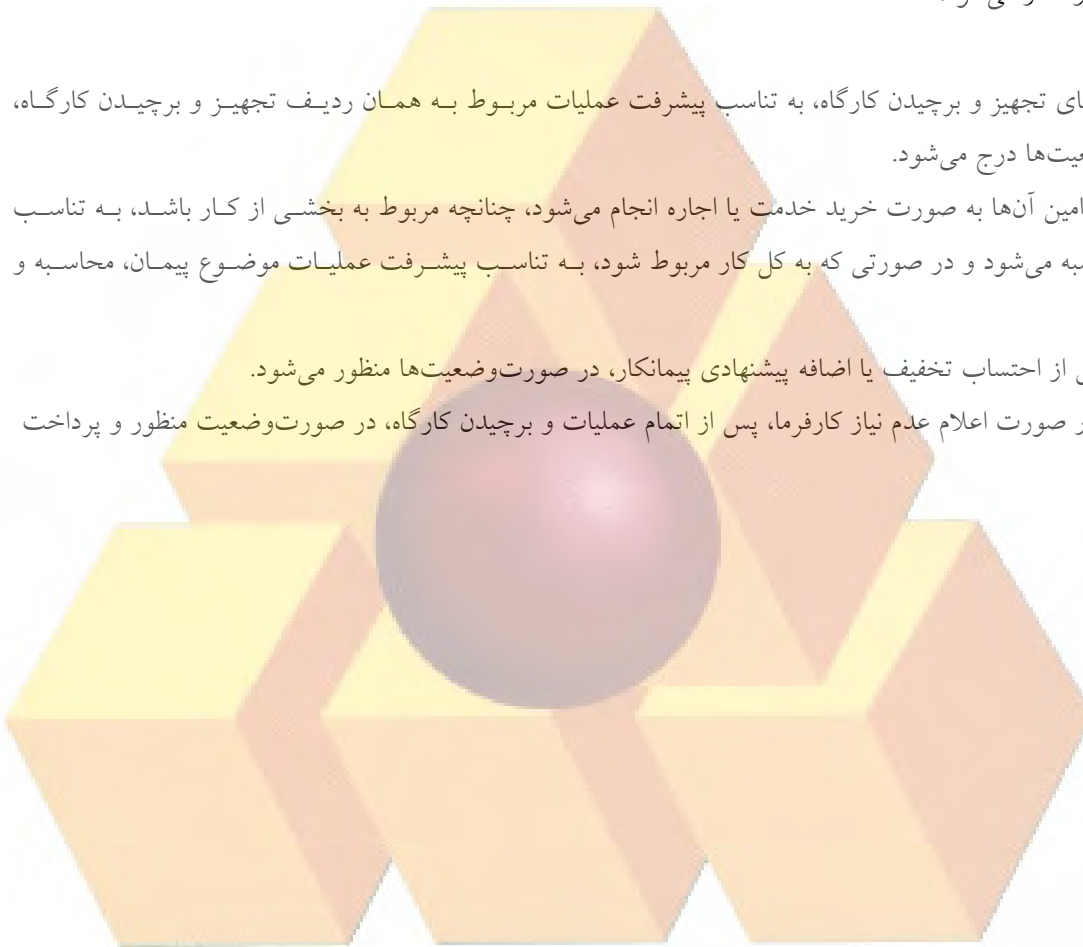 ای تجهیز و برچیدن کارگاه، به تناسب پیشرفت عملیات مربوط به همان ردیف تجهیز و برچیدن کارگاه،
یت‌ها درج می‌شود.
امین آن‌ها به صورت خرید خدمت یا اجاره انجام می‌شود، چنانچه مربوط به بخشی از کار باشد، به تناسب
به می‌شود و در صورتی که به کل کار مربوط شود، به تناسب پیشرفت عملیات موضوع پیمان، محاسبه و
از احتساب تخفیف یا اضافه پیشنهادی پیمانکار، در صورت‌وضعیت‌ها منظور می‌شود.
ر صورت اعلام عدم نیاز کارفرما، پس از اتمام عملیات و برچیدن کارگاه، در صورت‌وضعیت منظور و پرداخت